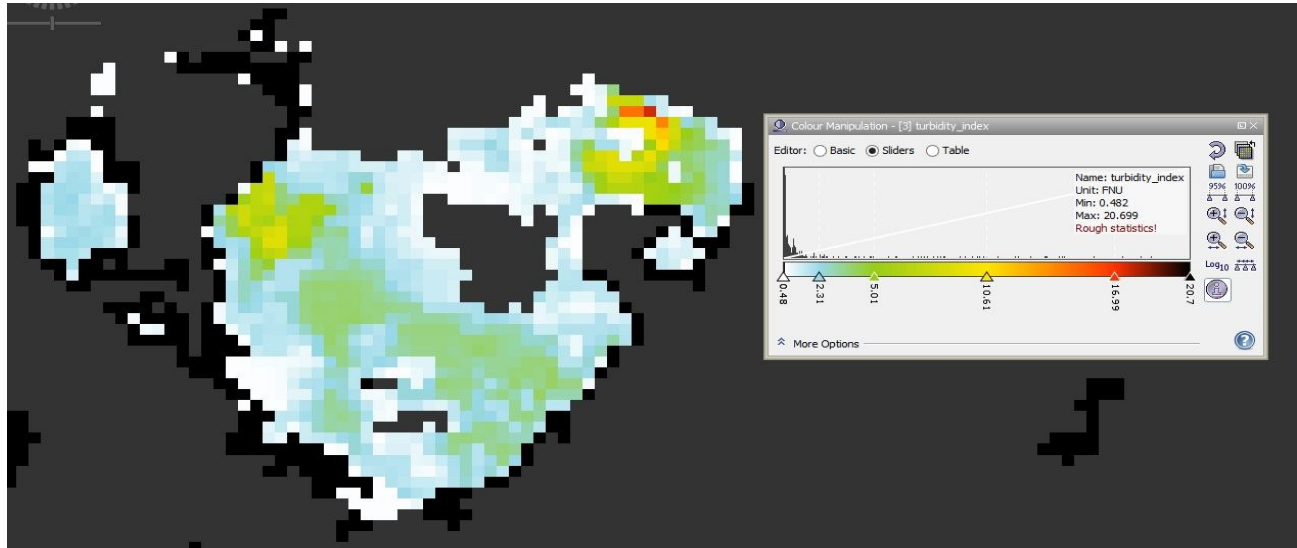 Colour Manipulation - [3] turbidity_index
Editor: Basic Sliders Table
Name: turbidity_index
Unit: FNU
Min: 0.482
Max: 20.699
Rough statistics!
95% 100%
Log10
0.48 2.31 5.01 10.61 16.99 20.7
More Options